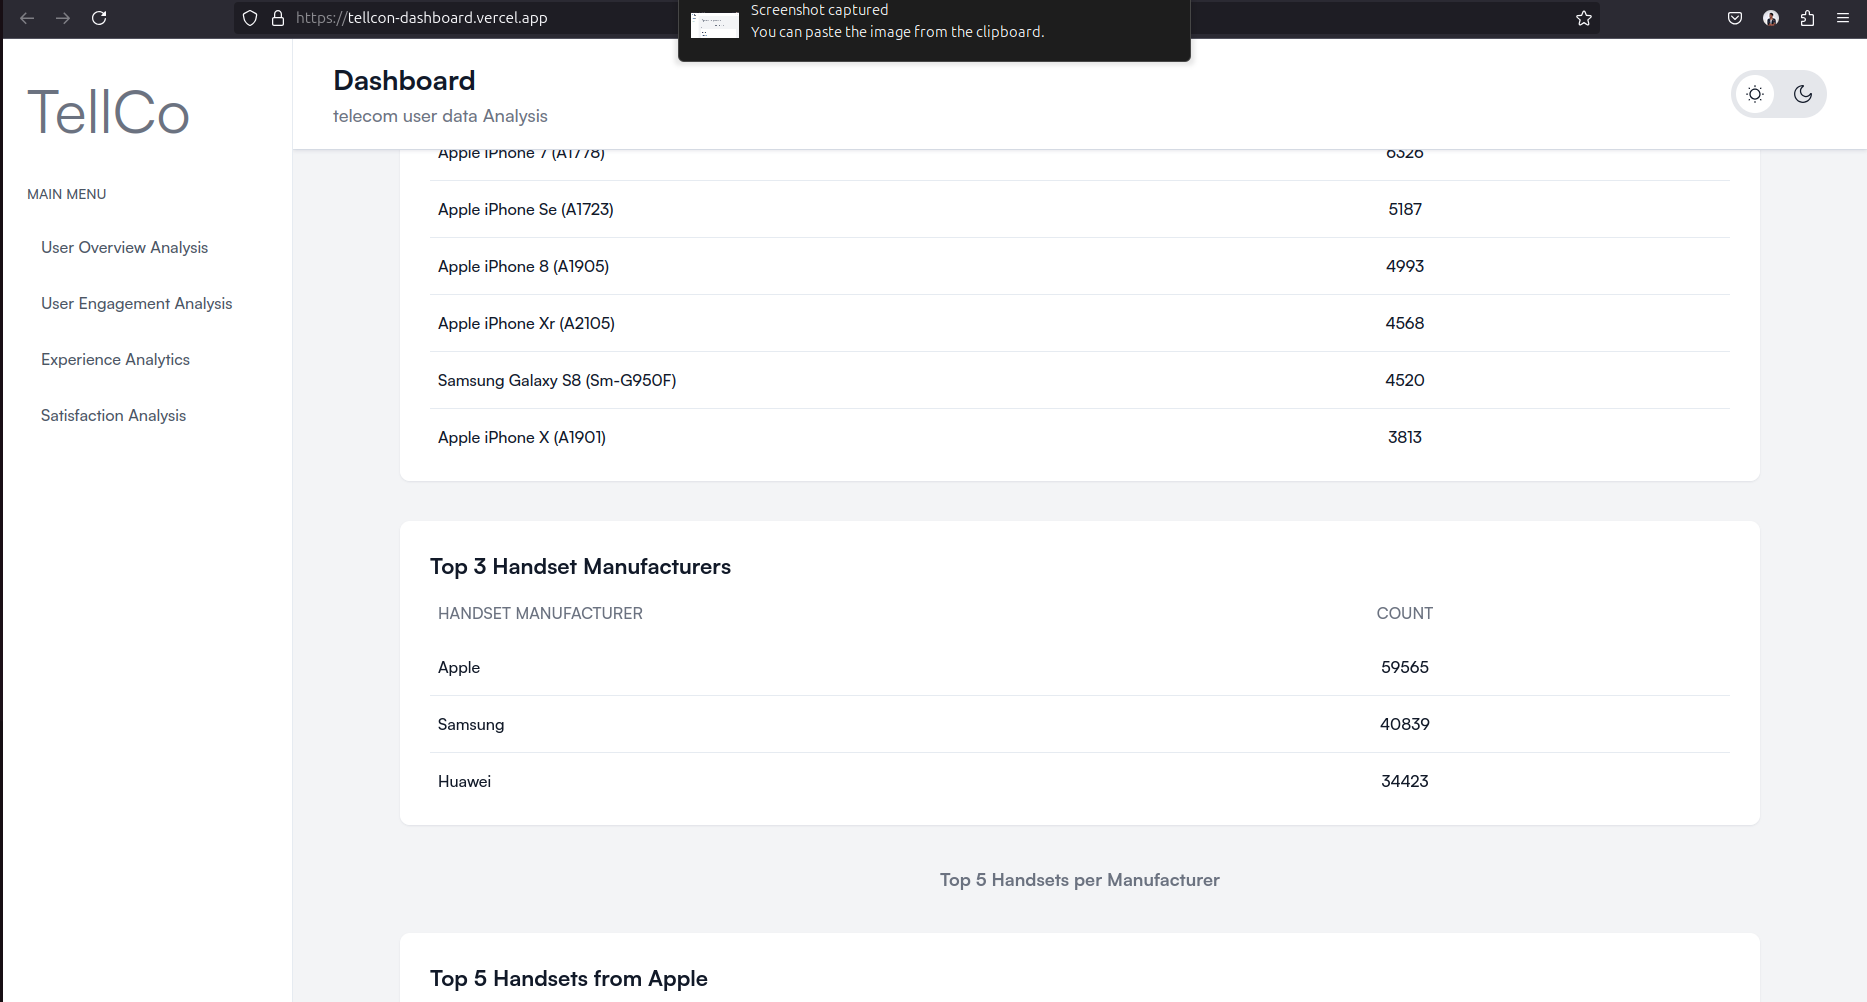 https://tellcon-dashboard.vercel.app
Screenshot captured
You can paste the image from the clipboard.
TellCo
MAIN MENU
User Overview Analysis
User Engagement Analysis
Experience Analytics
Satisfaction Analysis
Dashboard
telecom user data Analysis
Apple iPhone 7 (A1778) 6326
Apple iPhone Se (A1723) 5187
Apple iPhone 8 (A1905) 4993
Apple iPhone Xr (A2105) 4568
Samsung Galaxy S8 (Sm-G950F) 4520
Apple iPhone X (A1901) 3813
Top 3 Handset Manufacturers
HANDSET MANUFACTURER COUNT
Apple 59565
Samsung 40839
Huawei 34423
Top 5 Handsets per Manufacturer
Top 5 Handsets from Apple